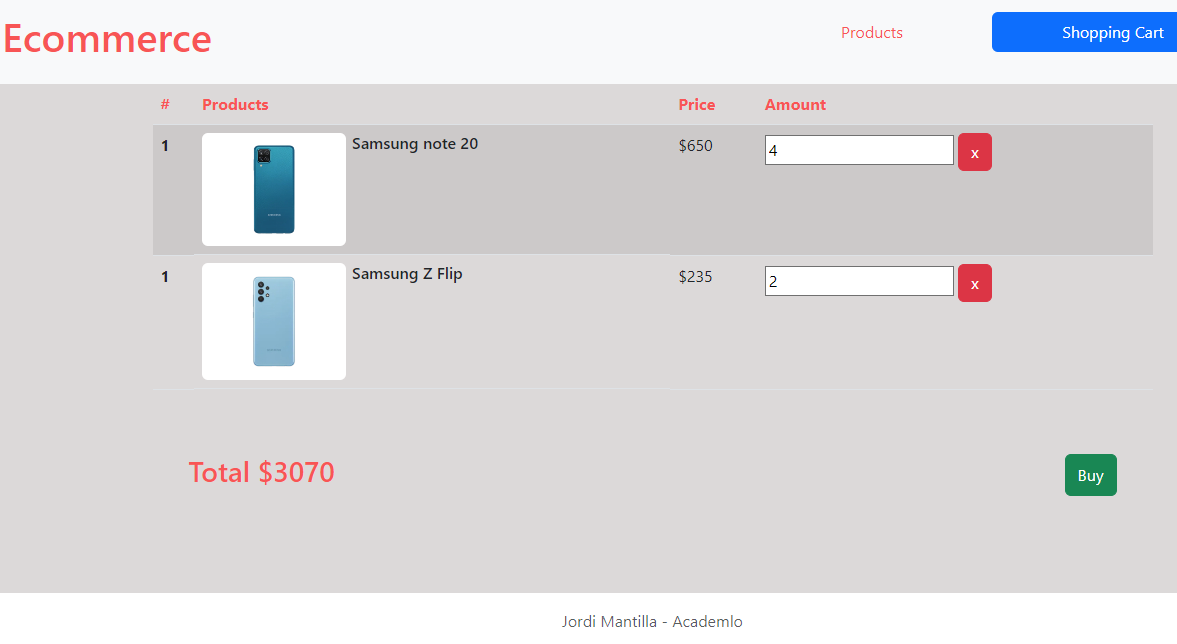 Ecommerce
Products
Shopping Cart
# Products Price Amount
1 Samsung note 20 $650 4 x
1 Samsung Z Flip $235 2 x
Total $3070
Buy
Jordi Mantilla - Academlo